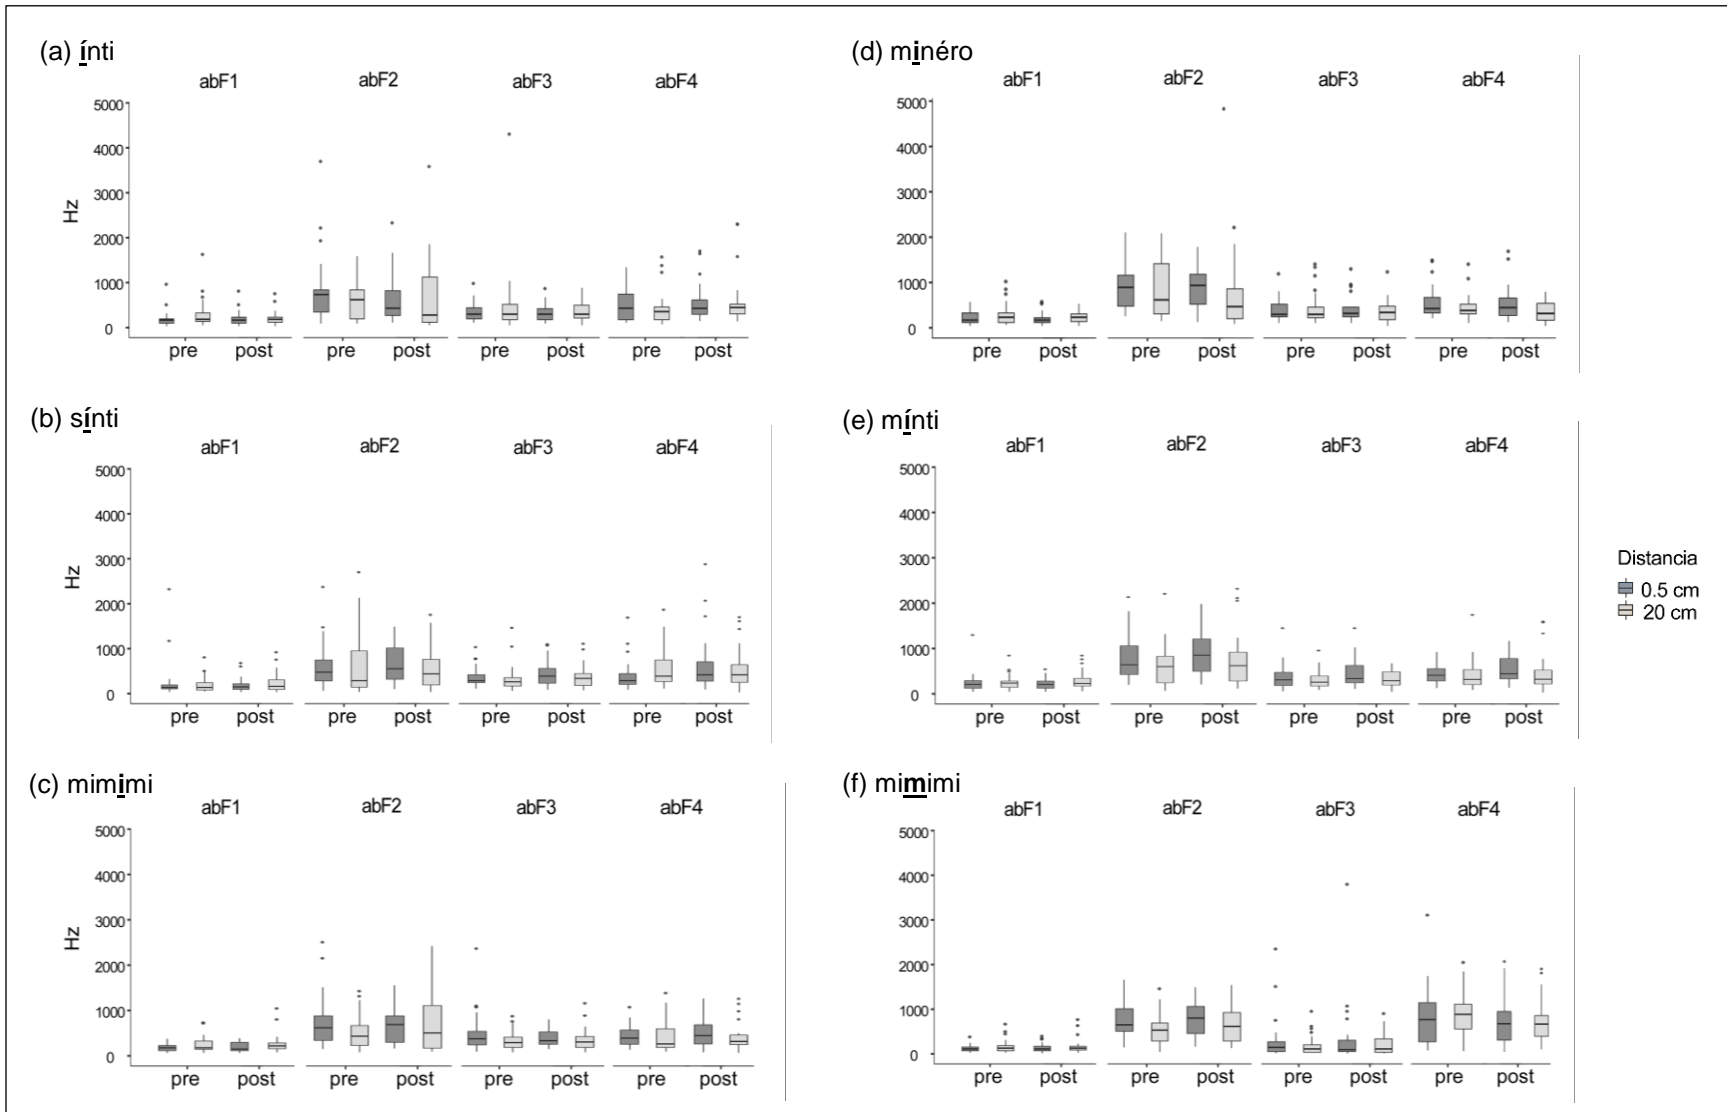 (a) ínti
abF1 abF2 abF3 abF4
5000
4000
3000
2000
1000
0
Hz
pre post pre post pre post pre post
(d) minéro
abF1 abF2 abF3 abF4
5000
4000
3000
2000
1000
0
pre post pre post pre post pre post
(b) sínti
abF1 abF2 abF3 abF4
5000
4000
3000
2000
1000
0
Hz
pre post pre post pre post pre post
(e) mínti
abF1 abF2 abF3 abF4
5000
4000
3000
2000
1000
0
pre post pre post pre post pre post
Distancia
0.5 cm
20 cm
(c) mimimi
abF1 abF2 abF3 abF4
5000
4000
3000
2000
1000
0
Hz
pre post pre post pre post pre post
(f) mimimi
abF1 abF2 abF3 abF4
5000
4000
3000
2000
1000
0
pre post pre post pre post pre post